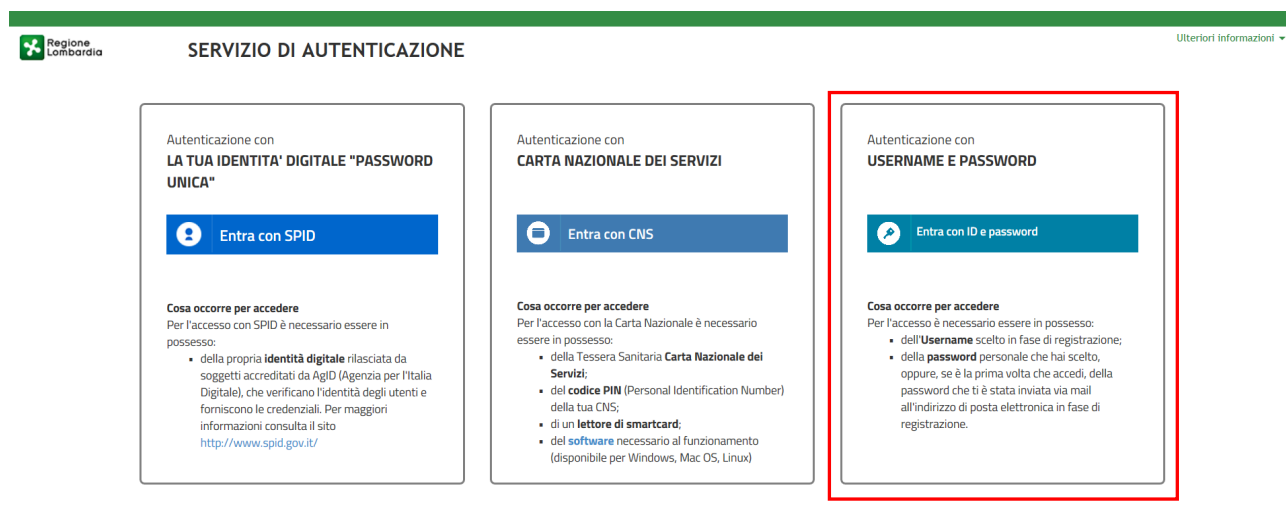 Regione
Lombardia
SERVIZIO DI AUTENTICAZIONE
Ulteriori informazioni
Autenticazione con
LA TUA IDENTITA' DIGITALE "PASSWORD
UNICA"
Entra con SPID
Cosa occorre per accedere
Per l'accesso con SPID è necessario essere in
possesso:
della propria identità digitale rilasciata da
soggetti accreditati da AgID (Agenzia per l'Italia
Digitale), che verificano l'identità degli utenti e
forniscono le credenziali. Per maggiori
informazioni consulta il sito
http://www.spid.gov.it/
Autenticazione con
CARTA NAZIONALE DEI SERVIZI
Entra con CNS
Cosa occorre per accedere
Per l'accesso con la Carta Nazionale è necessario
essere in possesso:
della Tessera Sanitaria Carta Nazionale dei
Servizi;
del codice PIN (Personal Identification Number)
della tua CNS;
di un lettore di smartcard;
del software necessario al funzionamento
(disponibile per Windows, Mac OS, Linux)
Autenticazione con
USERNAME E PASSWORD
Entra con ID e password
Cosa occorre per accedere
Per l'accesso è necessario essere in possesso:
dell'Username scelto in fase di registrazione;
della password personale che hai scelto,
oppure, se è la prima volta che accedi, della
password che ti è stata inviata via mail
all'indirizzo di posta elettronica in fase di
registrazione.